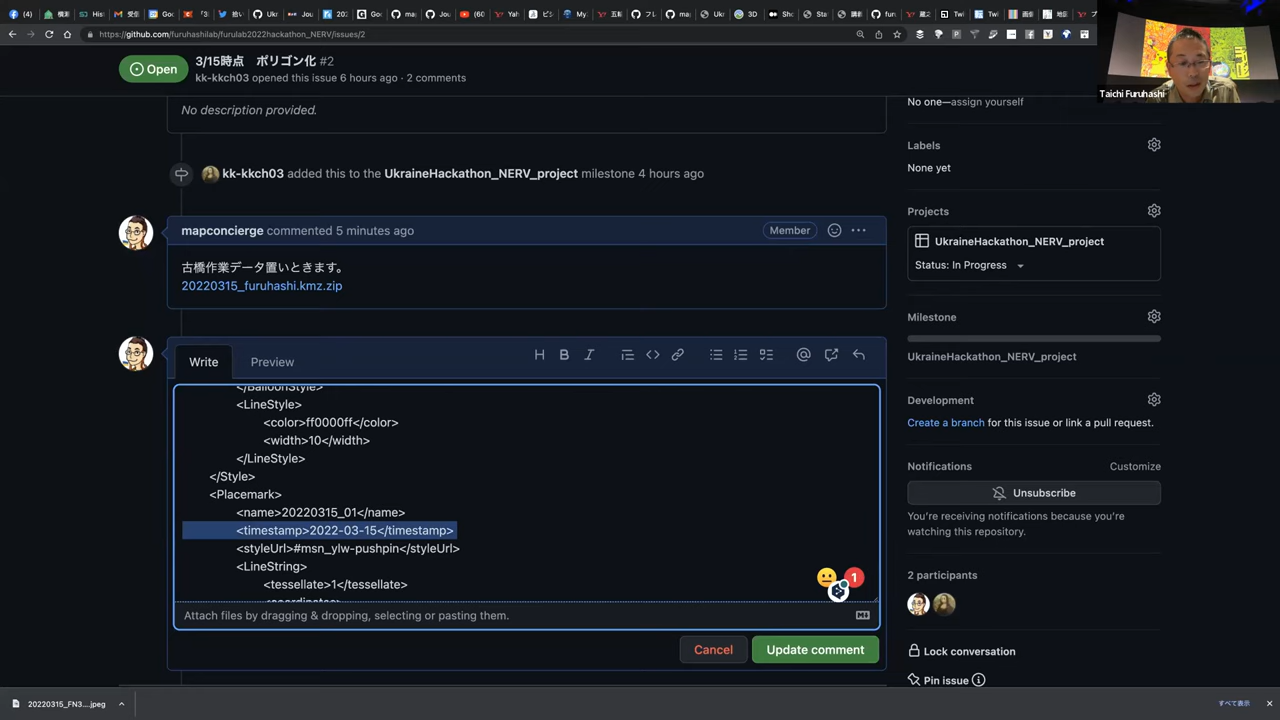 https://github.com/furuhashilab/furulab2022hackathon_NERV/issues/2
Open
3/15時点　ポリゴン化 #2
kk-kkch03 opened this issue 6 hours ago · 2 comments
Taichi Furuhashi
No description provided.
kk-kkch03 added this to the UkraineHackathon_NERV_project milestone 4 hours ago
mapconcierge commented 5 minutes ago
Member
古橋作業データ置いときます。
20220315_furuhashi.kmz.zip
Write
Preview
</BalloonStyle>
<LineStyle>
<color>ff0000ff</color>
<width>10</width>
</LineStyle>
</Style>
<Placemark>
<name>20220315_01</name>
<timestamp>2022-03-15</timestamp>
<styleUrl>#msn_ylw-pushpin</styleUrl>
<LineString>
<tessellate>1</tessellate>
<coordinates>
1
Attach files by dragging & dropping, selecting or pasting them.
Cancel
Update comment
No one—assign yourself
Labels
None yet
Projects
UkraineHackathon_NERV_project
Status: In Progress
Milestone
UkraineHackathon_NERV_project
Development
Create a branch for this issue or link a pull request.
Notifications
Customize
Unsubscribe
You're receiving notifications because you're
watching this repository.
2 participants
Lock conversation
Pin issue
20220315_FN3....jpeg
すべて表示